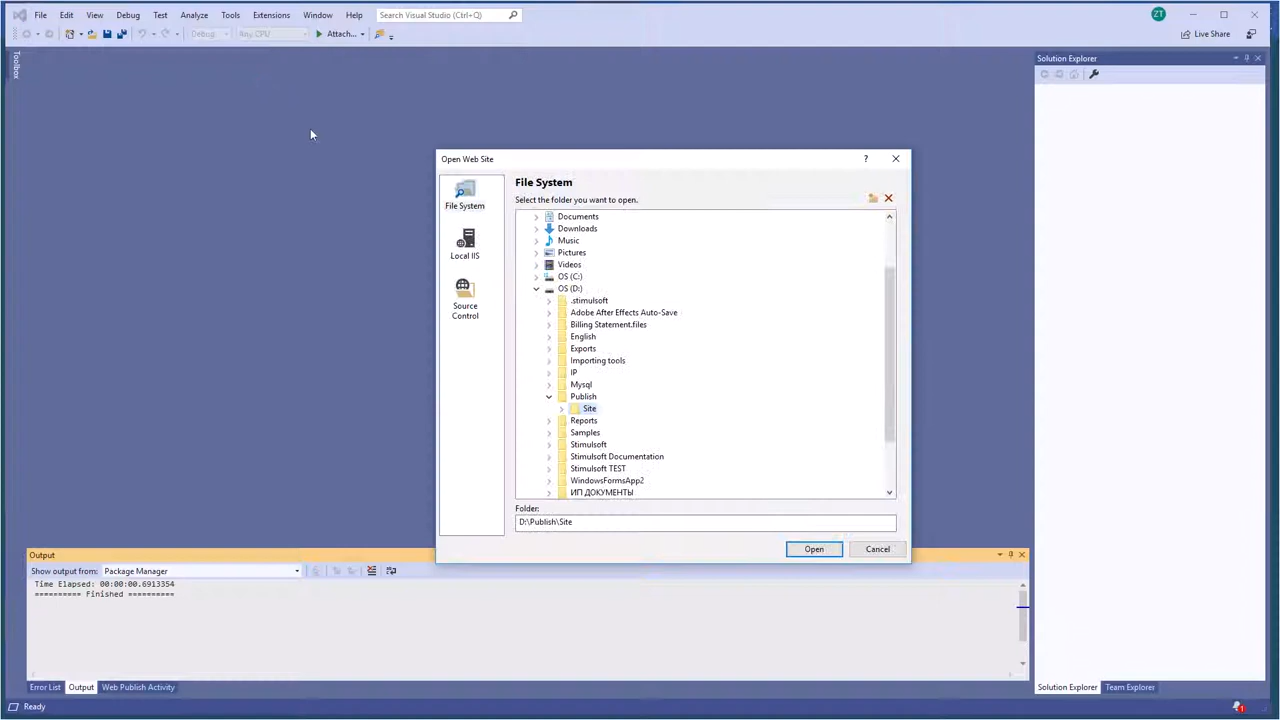 File Edit View Debug Test Analyze Tools Extensions Window Help Search Visual Studio (Ctrl+Q) ZT
Debug Any CPU Attach... Live Share
Toolbox
Solution Explorer
Open Web Site
File System
Local IIS
Source
Control
File System
Select the folder you want to open.
Documents
Downloads
Music
Pictures
Videos
OS (C:)
OS (D:)
.stimulsoft
Adobe After Effects Auto-Save
Billing Statement.files
English
Exports
Importing tools
IP
Mysql
Publish
Site
Reports
Samples
Stimulsoft
Stimulsoft Documentation
Stimulsoft TEST
WindowsFormsApp2
ИП ДОКУМЕНТЫ
Folder:
D:\Publish\Site
Open Cancel
Output
Show output from: Package Manager
Time Elapsed: 00:00:00.6913354
========== Finished ==========
Error List Output Web Publish Activity
Solution Explorer Team Explorer
Ready 1